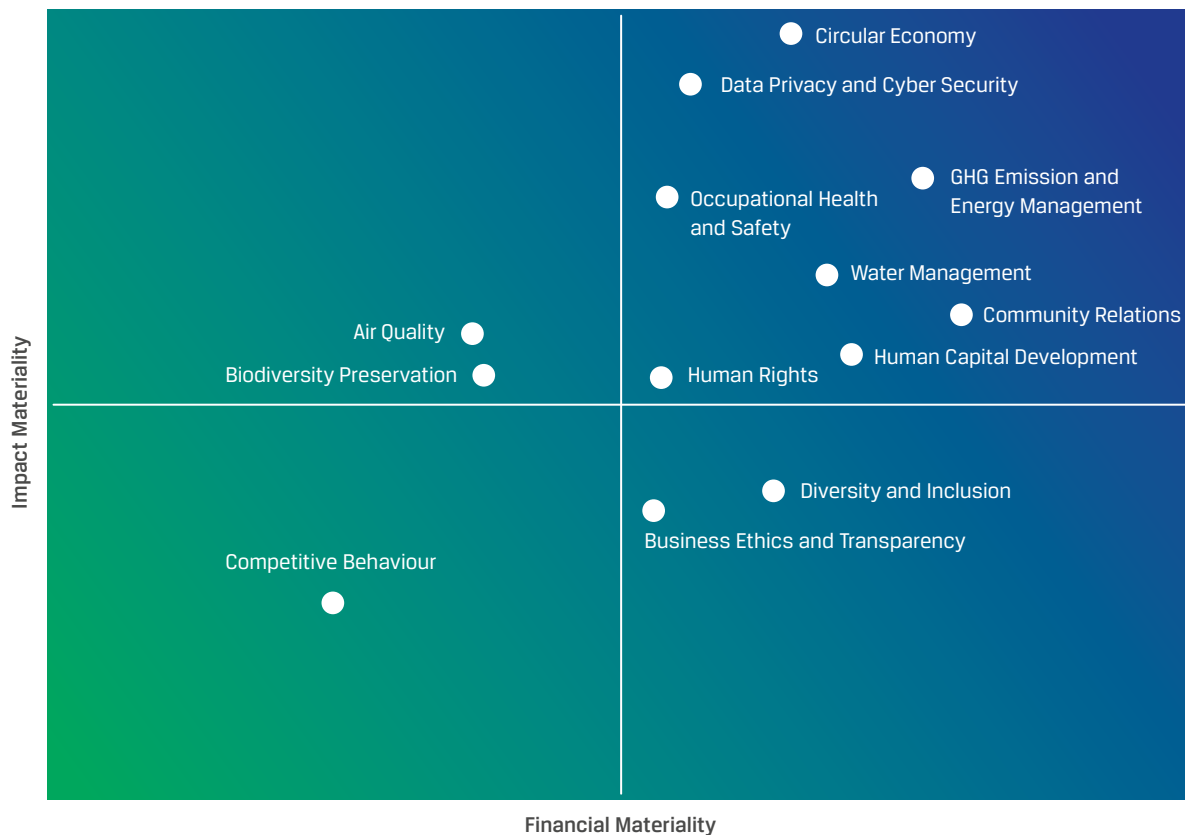 Circular Economy
Data Privacy and Cyber Security
GHG Emission and
Energy Management
Occupational Health
and Safety
Water Management
Community Relations
Air Quality
Human Capital Development
Biodiversity Preservation
Human Rights
Impact Materiality
Diversity and Inclusion
Business Ethics and Transparency
Competitive Behaviour
Financial Materiality